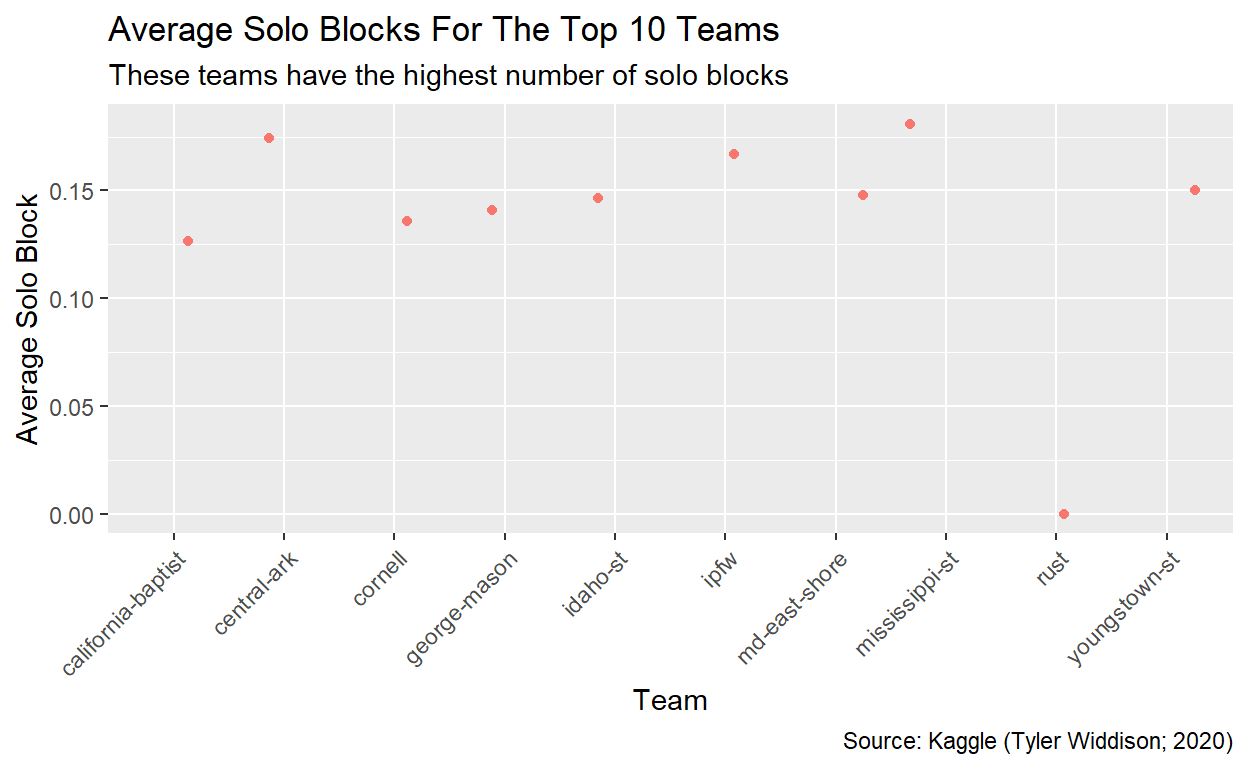 Average Solo Blocks For The Top 10 Teams
These teams have the highest number of solo blocks
Average Solo Block
0.15
0.10
0.05
0.00
california-baptist
central-ark
cornell
george-mason
idaho-st
ipfw
md-east-shore
mississippi-st
rust
youngstown-st
Team
Source: Kaggle (Tyler Widdison; 2020)